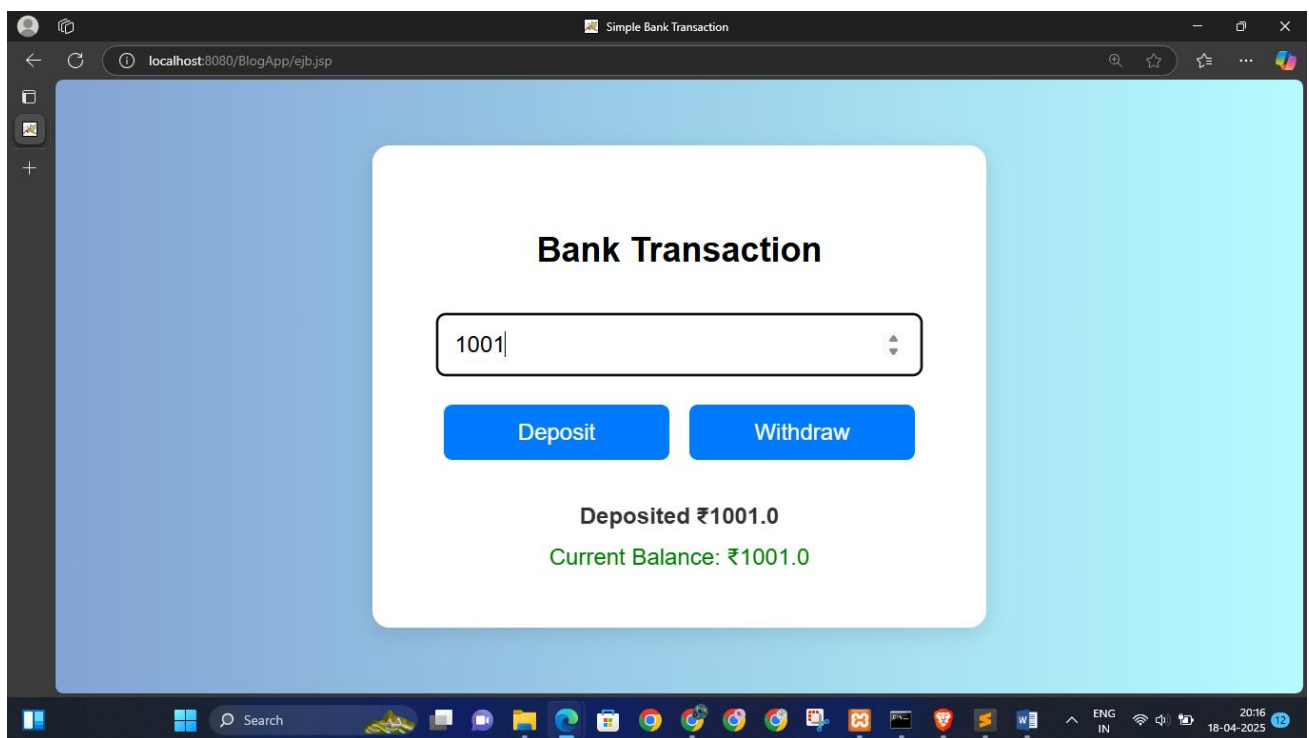 Simple Bank Transaction
localhost:8080/BlogApp/ejb.jsp
Bank Transaction
1001
Deposit Withdraw
Deposited ₹1001.0
Current Balance: ₹1001.0
Search
ENG
IN
20:16
18-04-2025
12